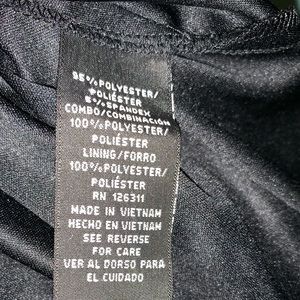 95%POLYESTER/
POLIÉSTER
5%SPANDEX
COMBO/COMBINACIÓN
100%POLYESTER/
POLIÉSTER
LINING/FORRO
100%POLYESTER/
POLIÉSTER
RN 126311
MADE IN VIETNAM
HECHO EN VIETNAM
SEE REVERSE
FOR CARE
VER AL DORSO PARA
EL CUIDADO